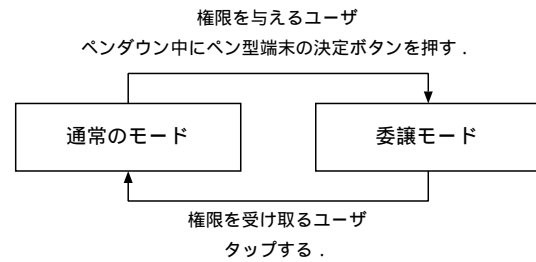 権限を与えるユーザ
ペンダウン中にペン型端末の決定ボタンを押す．
通常のモード
委譲モード
権限を受け取るユーザ
タップする．